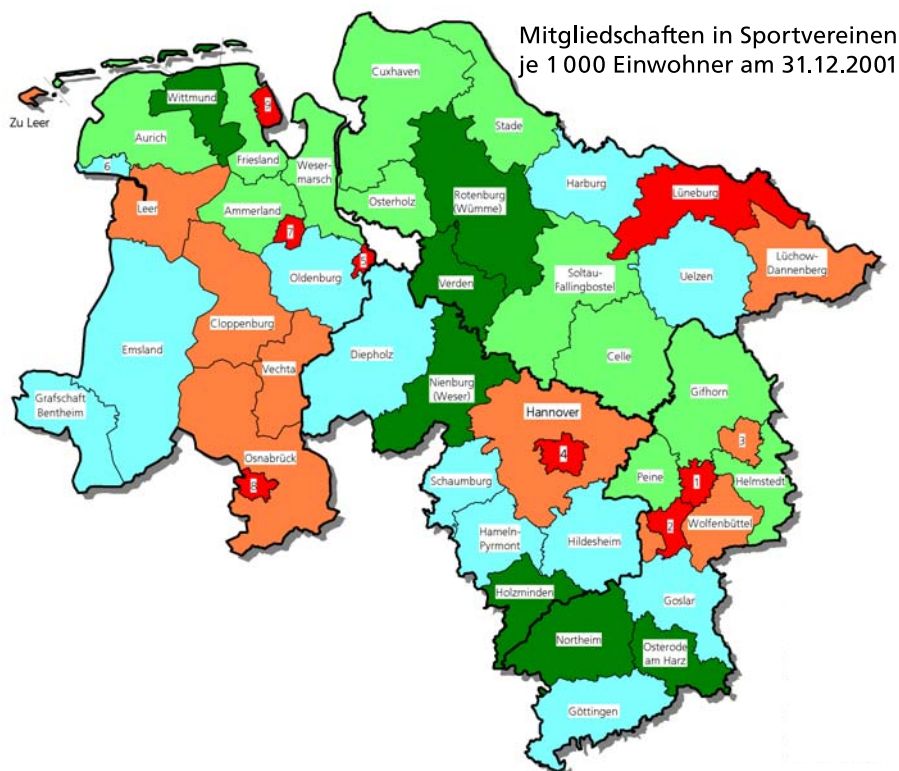 Mitgliedschaften in Sportvereinen
je 1 000 Einwohner am 31.12.2001
Cuxhaven
Wittmund
9
Zu Leer
Stade
Aurich
Friesland
Weser-
marsch
6
Harburg
Lüneburg
Rotenburg
(Wümme)
Osterholz
Leer
Ammerland
7
5
Lüchow-
Dannenberg
Soltau-
Fallingbostel
Uelzen
Oldenburg
Verden
Cloppenburg
Emsland
Diepholz
Celle
Vechta
Nienburg
(Weser)
Gifhorn
Grafschaft
Bentheim
Hannover
3
4
Osnabrück
8
Schaumburg
Peine
1
Helmstedt
2
Wolfenbüttel
Hameln-
Pyrmont
Hildesheim
Holzminden
Goslar
Northeim
Osterode
am Harz
Göttingen